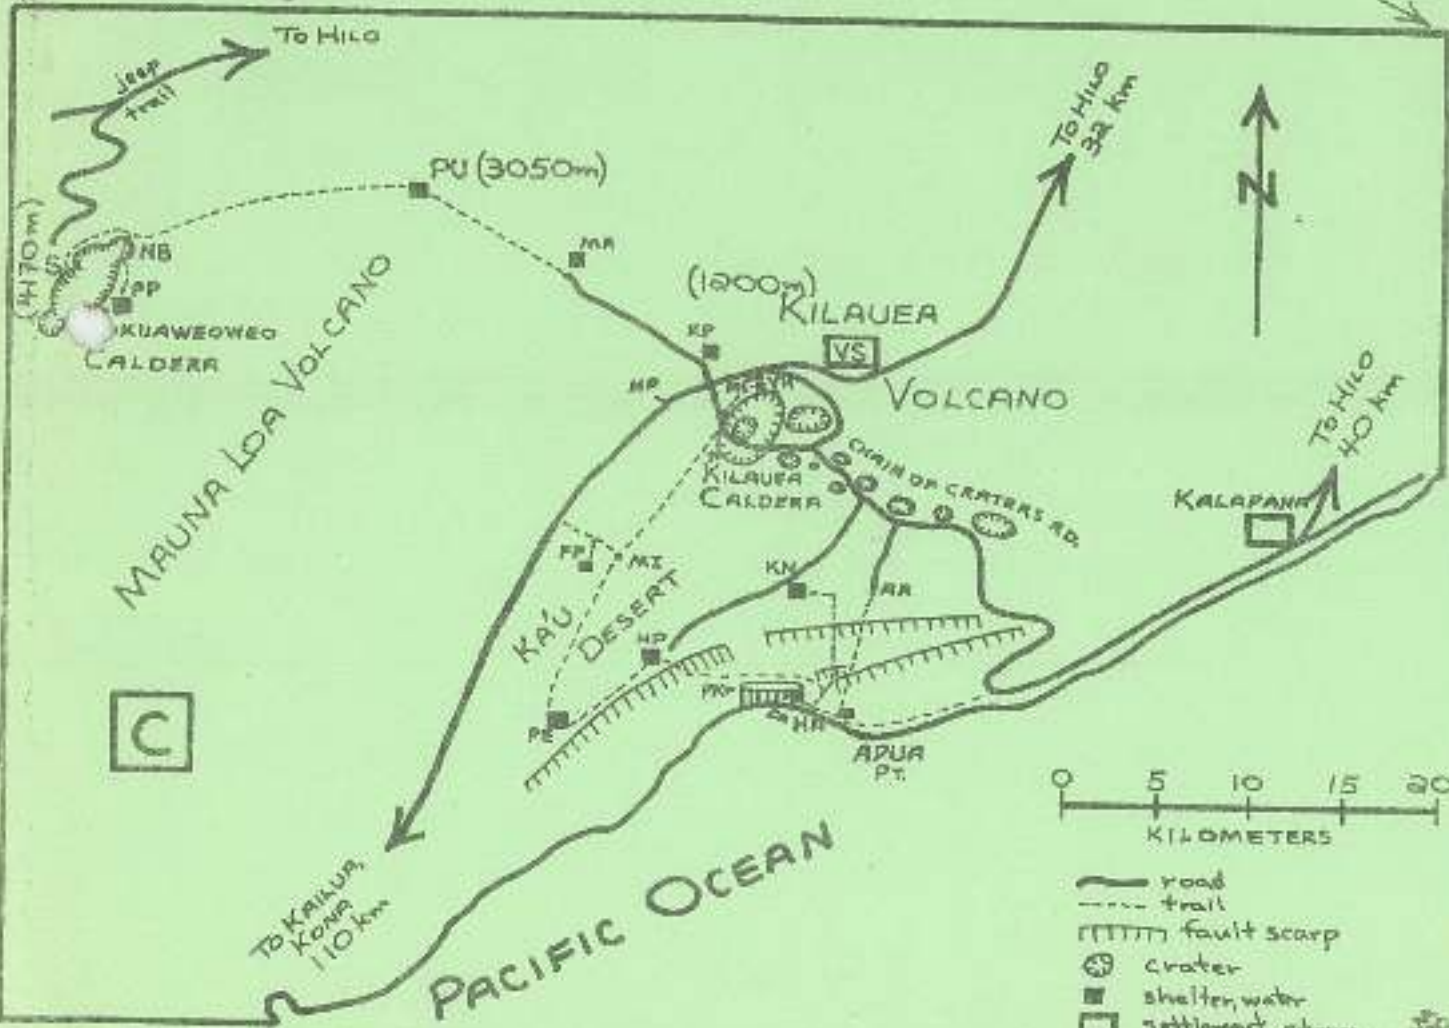 To HILO
jeep
trail
PU (3050m)
To HILO
32 km
N
(4170m)
NB
MR
PP
MOKUAWEOWEO
CALDERA
MAUNA LOA VOLCANO
(1200m)
KILAUEA
KP
VS
VOLCANO
CHAIN OF CRATERS RD.
KILAUEA
CALDERA
To HILO
40 km
KALAPANA
FP
MI
KN
AR
KA'U
DESERT
HP
PE
HA
APUA
PT.
C
0 5 10 15 20
KILOMETERS
PACIFIC OCEAN
TO KAILUA,
KONA
110 km
road
trail
fault scarp
crater
shelter, water